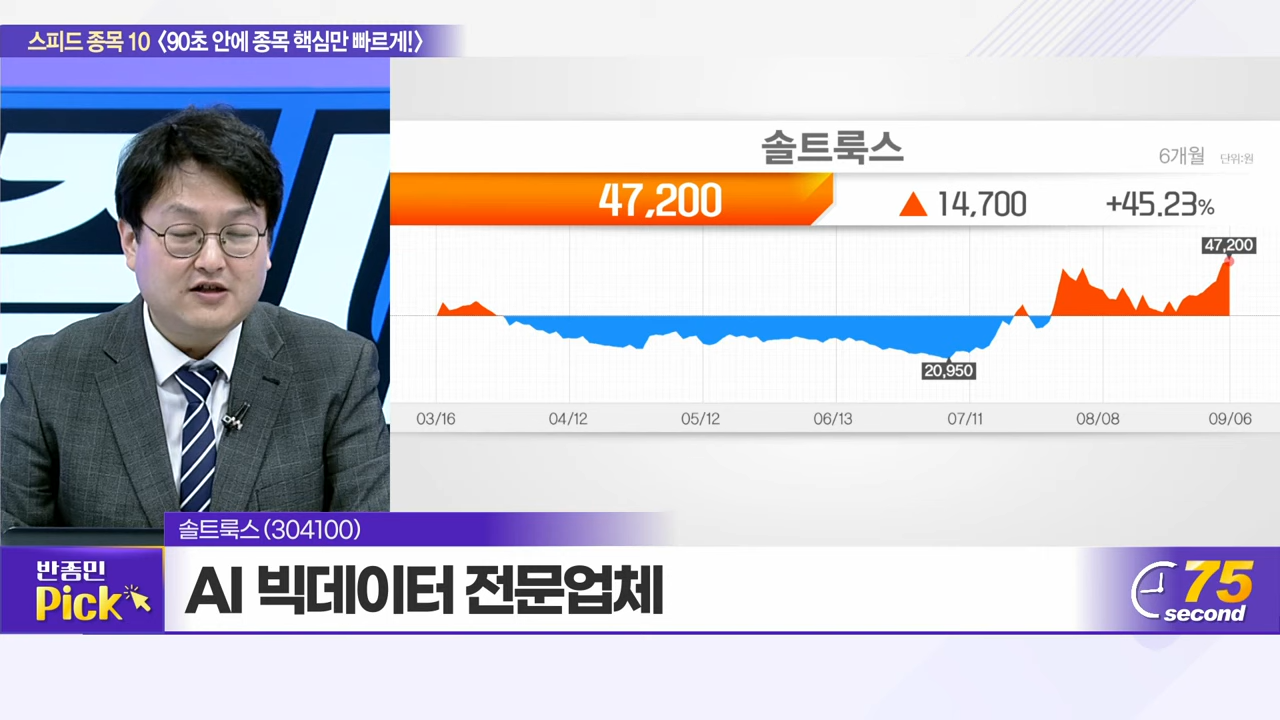 스피드 종목 10 〈90초 안에 종목 핵심만 빠르게!〉
솔트룩스
6개월 단위:원
47,200 ▲ 14,700 +45.23%
47,200
20,950
03/16 04/12 05/12 06/13 07/11 08/08 09/06
솔트룩스(304100)
반종민
Pick
AI 빅데이터 전문업체
75
second